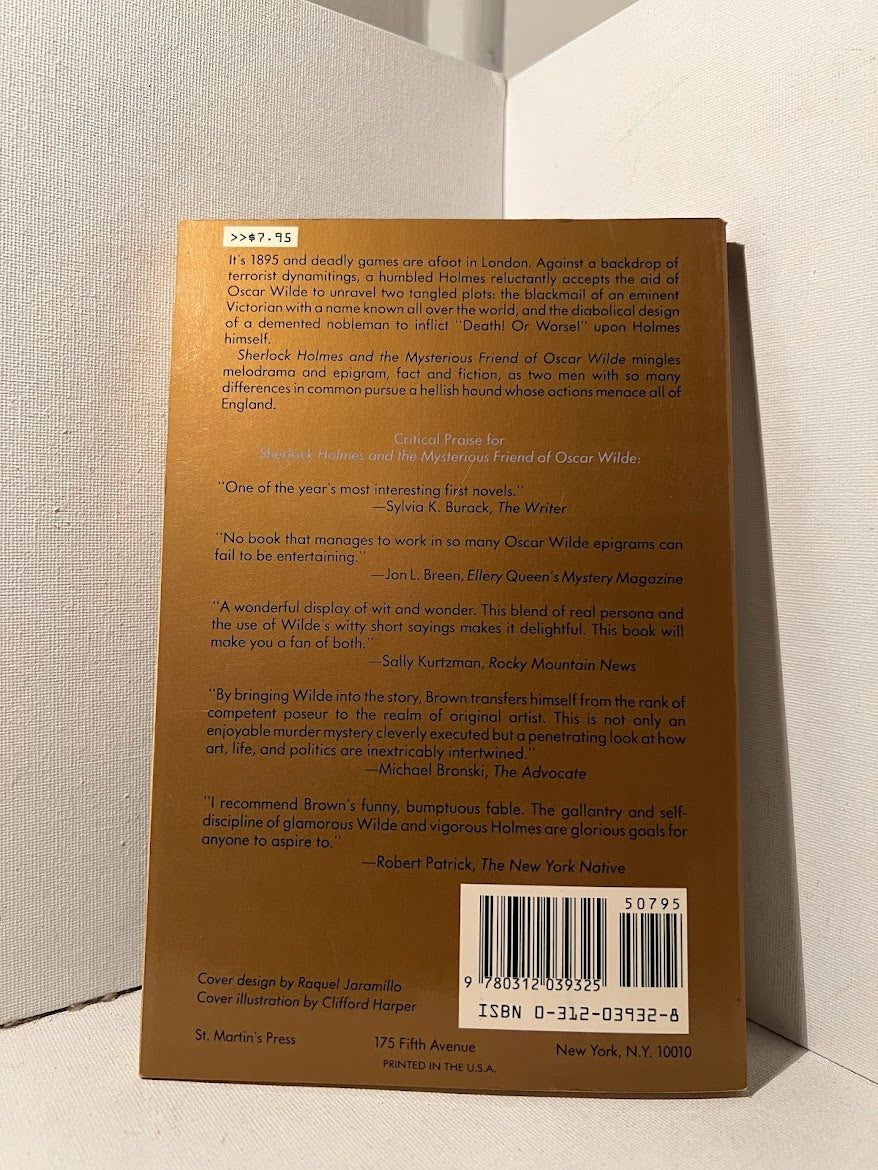 >>$7.95
It's 1895 and deadly games are afoot in London. Against a backdrop of
terrorist dynamitings, a humbled Holmes reluctantly accepts the aid of
Oscar Wilde to unravel two tangled plots: the blackmail of an eminent
Victorian with a name known all over the world, and the diabolical design
of a demented nobleman to inflict "Death! Or Worse!" upon Holmes
himself.
Sherlock Holmes and the Mysterious Friend of Oscar Wilde mingles
melodrama and epigram, fact and fiction, as two men with so many
differences in common pursue a hellish hound whose actions menace all of
England.
Critical Praise for
Sherlock Holmes and the Mysterious Friend of Oscar Wilde:
"One of the year's most interesting first novels."
—Sylvia K. Burack, The Writer
"No book that manages to work in so many Oscar Wilde epigrams can
fail to be entertaining."
—Jon L. Breen, Ellery Queen's Mystery Magazine
"A wonderful display of wit and wonder. This blend of real persona and
the use of Wilde's witty short sayings makes it delightful. This book will
make you a fan of both."
—Sally Kurtzman, Rocky Mountain News
"By bringing Wilde into the story, Brown transfers himself from the rank of
competent poseur to the realm of original artist. This is not only an
enjoyable murder mystery cleverly executed but a penetrating look at how
art, life, and politics are inextricably intertwined."
—Michael Bronski, The Advocate
"I recommend Brown's funny, bumptuous fable. The gallantry and self-
discipline of glamorous Wilde and vigorous Holmes are glorious goals for
anyone to aspire to."
—Robert Patrick, The New York Native
50795
9 780312 039325
ISBN 0-312-03932-8
Cover design by Raquel Jaramillo
Cover illustration by Clifford Harper
St. Martin's Press 175 Fifth Avenue New York, N.Y. 10010
PRINTED IN THE U.S.A.